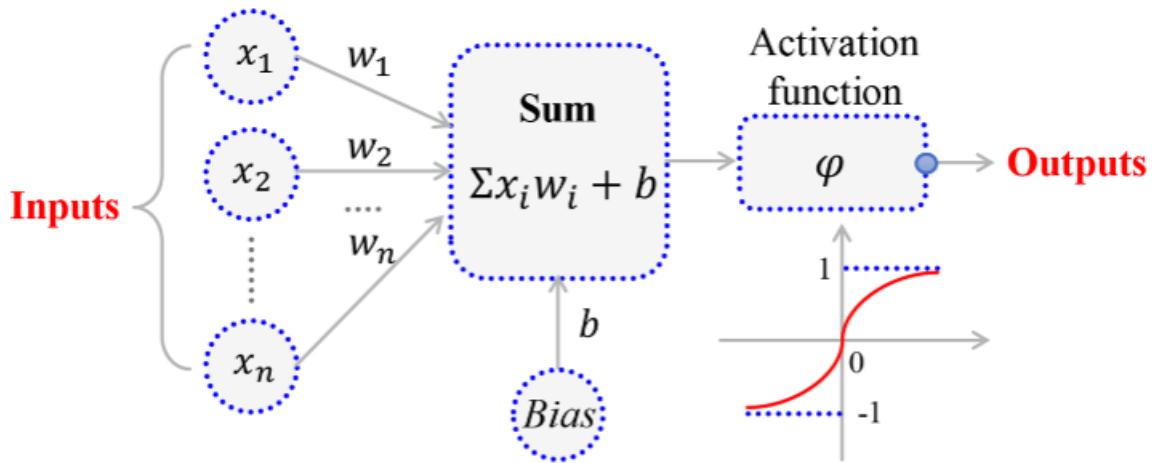 Inputs
x₁
x₂
xₙ
w₁
w₂
....
wₙ
Sum
Σxᵢwᵢ + b
b
Bias
Activation
function
φ
Outputs
1
0
-1